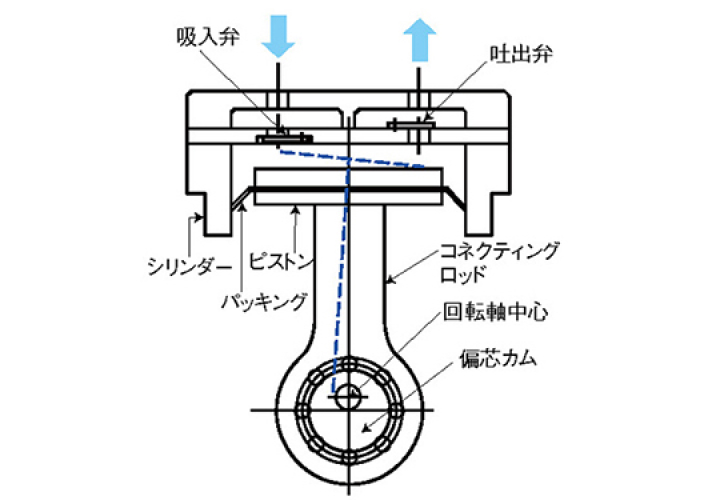 吸入弁
吐出弁
シリンダー
ピストン
パッキング
コネクティング
ロッド
回転軸中心
偏芯カム